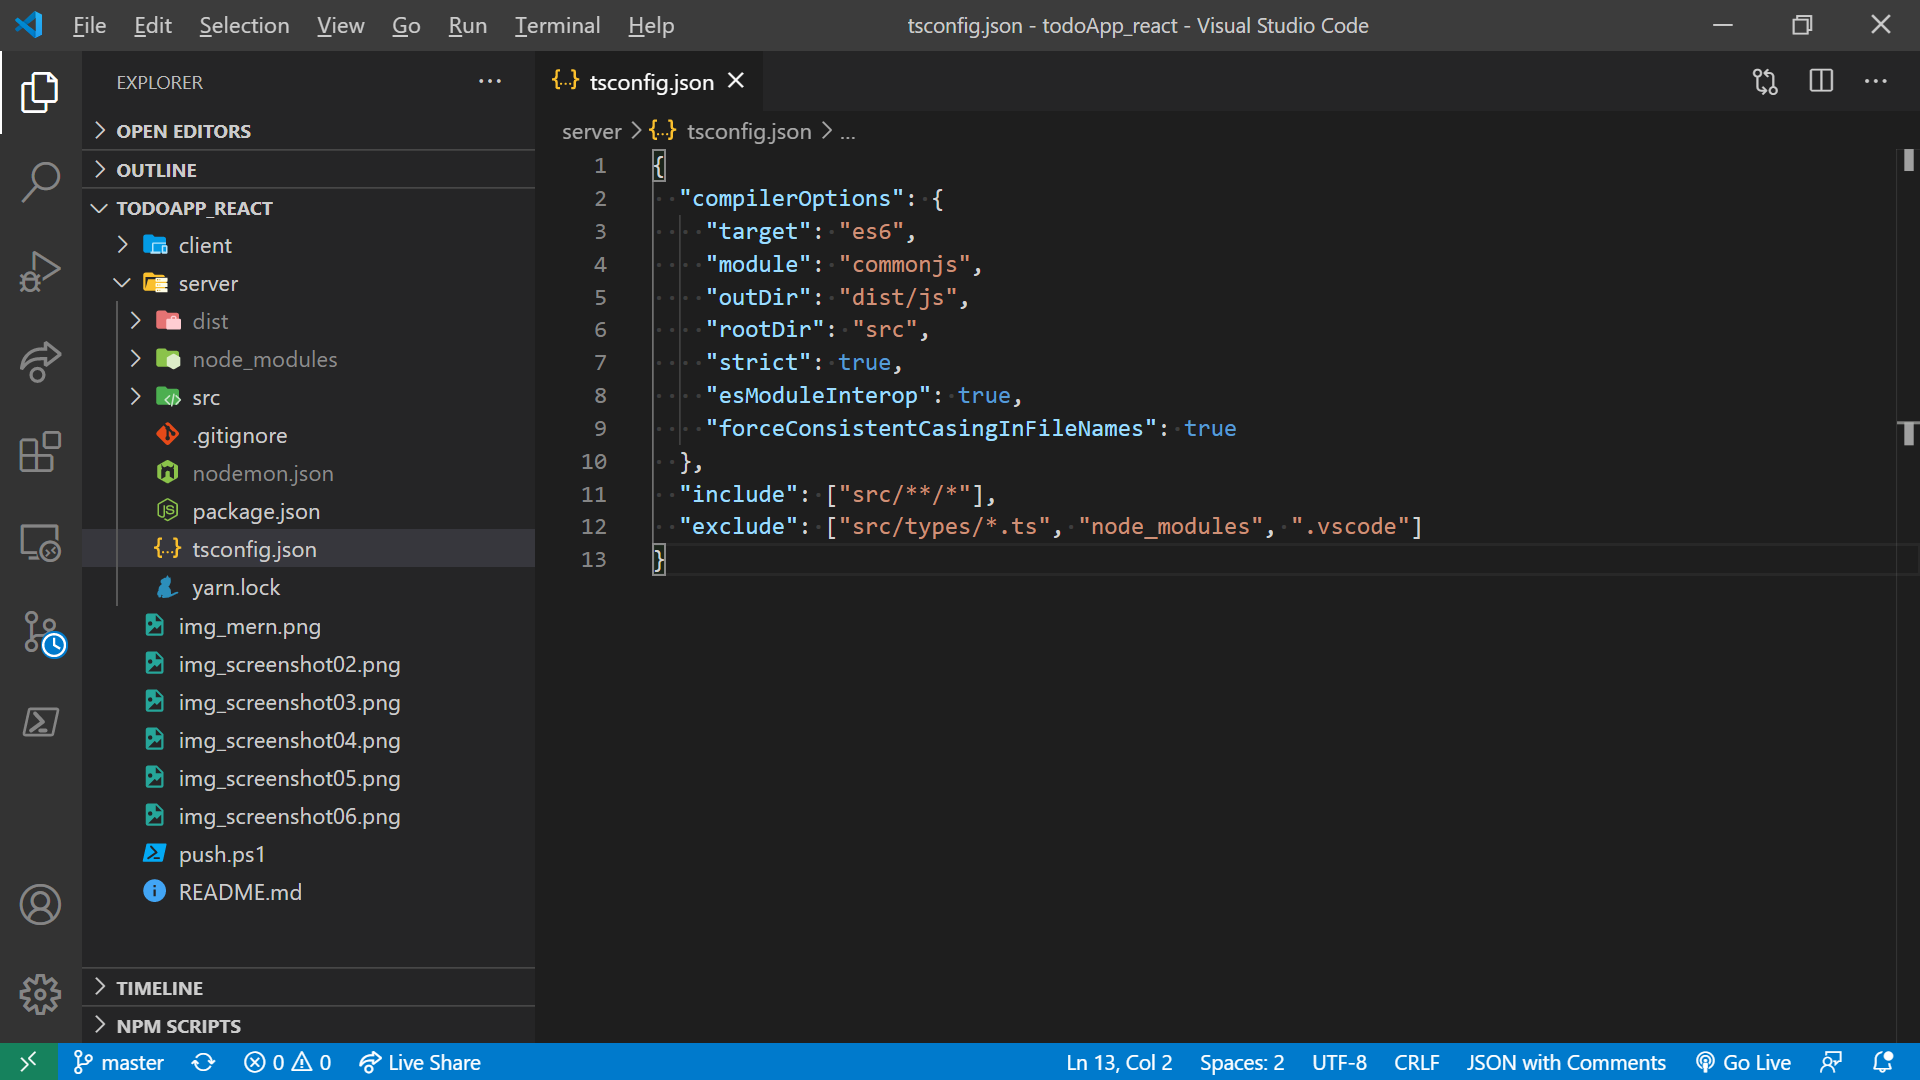 File Edit Selection View Go Run Terminal Help
tsconfig.json - todoApp_react - Visual Studio Code
EXPLORER
OPEN EDITORS
OUTLINE
TODOAPP_REACT
client
server
dist
node_modules
src
.gitignore
nodemon.json
package.json
tsconfig.json
yarn.lock
img_mern.png
img_screenshot02.png
img_screenshot03.png
img_screenshot04.png
img_screenshot05.png
img_screenshot06.png
push.ps1
README.md
TIMELINE
NPM SCRIPTS
{..} tsconfig.json
server > {..} tsconfig.json > ...
1 {
2 "compilerOptions": {
3 "target": "es6",
4 "module": "commonjs",
5 "outDir": "dist/js",
6 "rootDir": "src",
7 "strict": true,
8 "esModuleInterop": true,
9 "forceConsistentCasingInFileNames": true
10 },
11 "include": ["src/**/*"],
12 "exclude": ["src/types/*.ts", "node_modules", ".vscode"]
13 }
master 0 0 Live Share Ln 13, Col 2 Spaces: 2 UTF-8 CRLF JSON with Comments Go Live